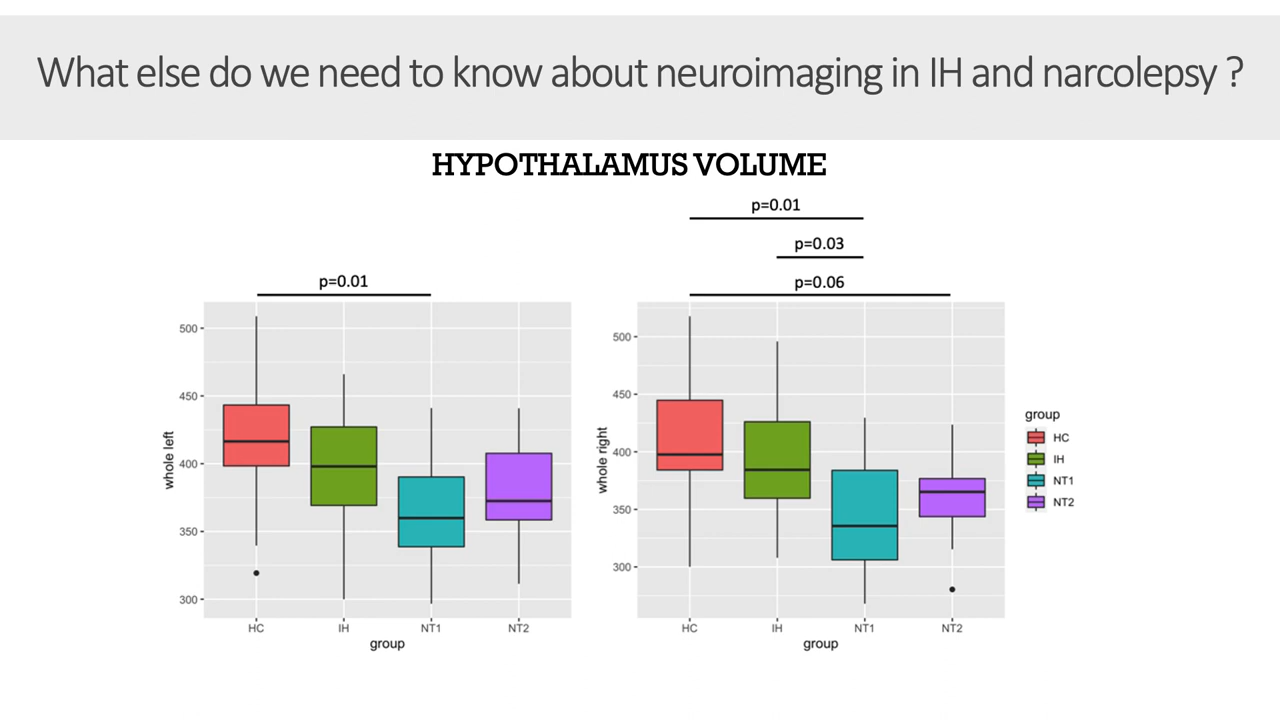 What else do we need to know about neuroimaging in IH and narcolepsy ?
HYPOTHALAMUS VOLUME
p=0.01
whole left
500
450
400
350
300
HC IH NT1 NT2
group
p=0.01
p=0.03
p=0.06
whole right
500
450
400
350
300
HC IH NT1 NT2
group
group
HC
IH
NT1
NT2